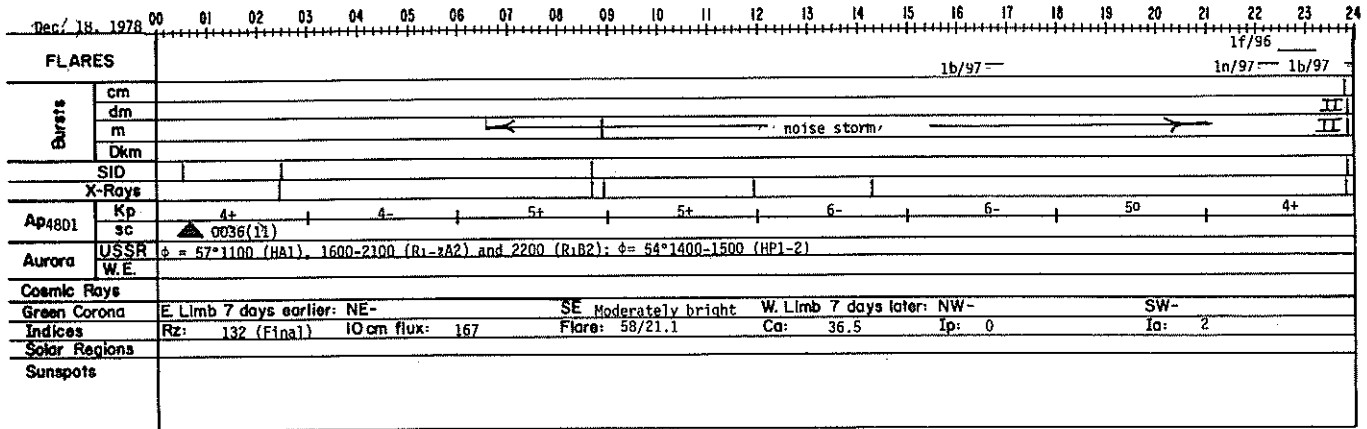 Dec/ 18, 1978 00 01 02 03 04 05 06 07 08 09 10 11 12 13 14 15 16 17 18 19 20 21 22 23 24
1f/96
FLARES 1b/97 1n/97 1b/97
Bursts
cm
dm II
m noise storm II
Dkm
SID
X-Rays
Ap4801 Kp 4+ 4- 5+ 5+ 6- 6- 5o 4+
sc 0036(11)
Aurora USSR φ = 57°1100 (HA1), 1600-2100 (R1-2A2) and 2200 (R1B2); φ= 54°1400-1500 (HP1-2)
W.E.
Cosmic Rays
Green Corona E. Limb 7 days earlier: NE- SE Moderately bright W. Limb 7 days later: NW- SW-
Indices Rz: 132 (Final) 10 cm flux: 167 Flare: 58/21.1 Ca: 36.5 Ip: 0 Ia: 2
Solar Regions
Sunspots